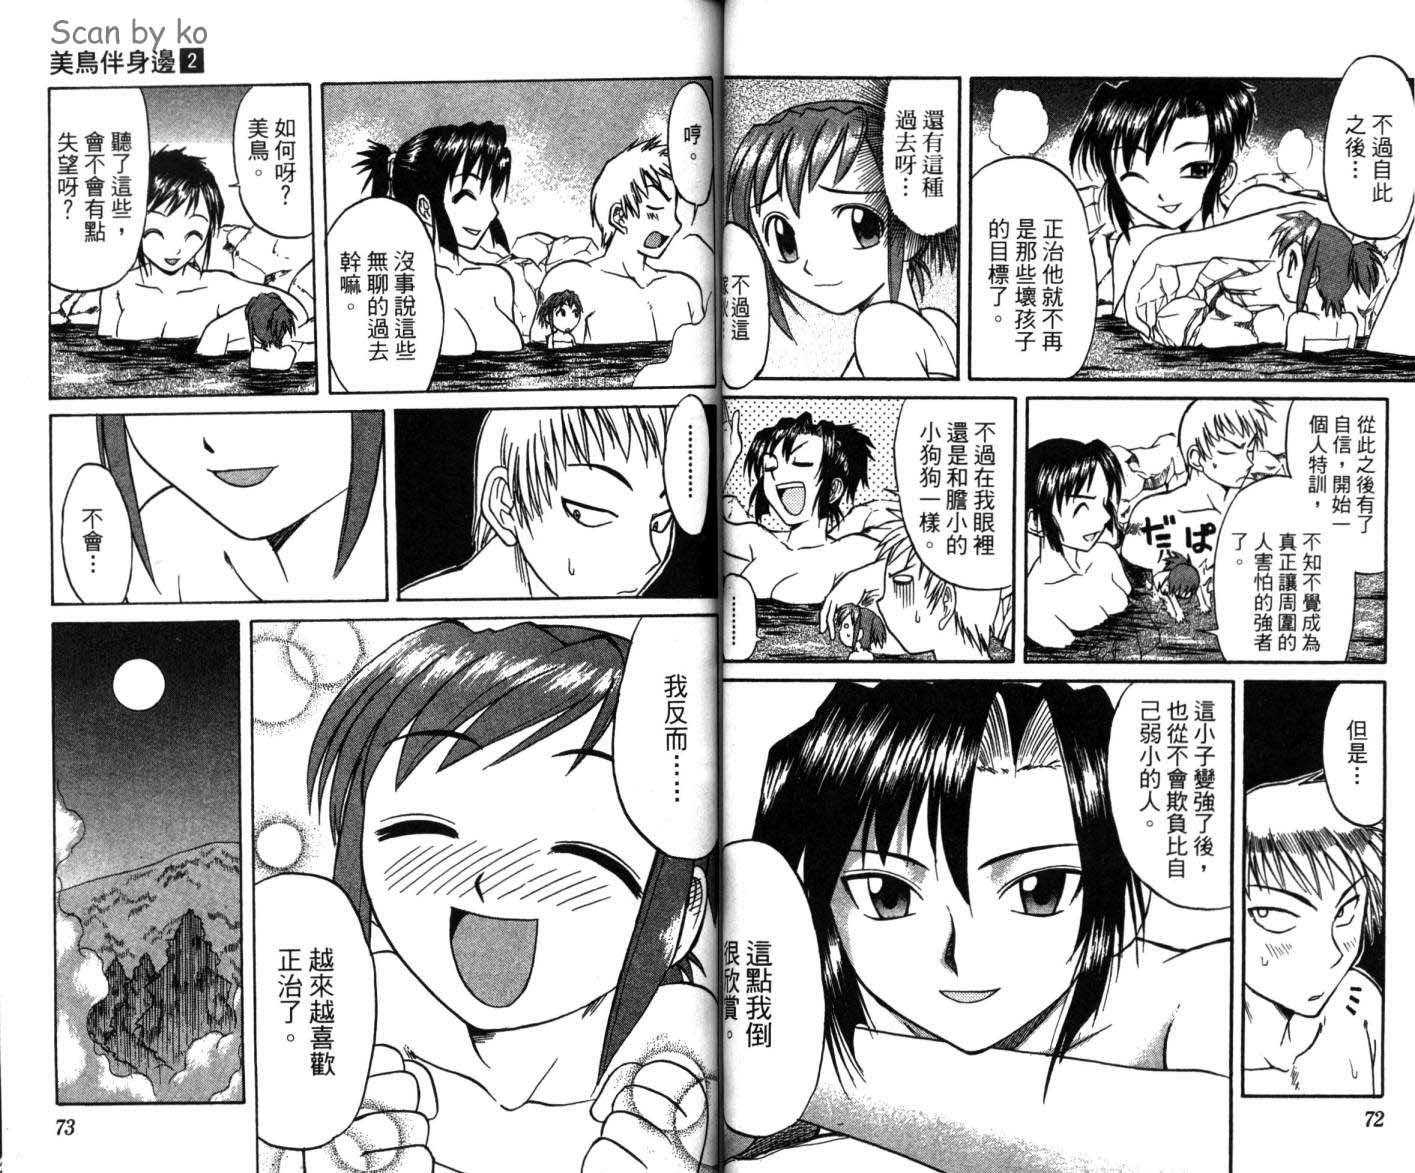 Scan by ko
美鳥伴身邊 2
不過自此
之後…
正治他就不再
是那些壞孩子
的目標了。
還有這種
過去呀…
不過這
從此之後有了
自信，開始一
個人特訓，
不知不覺成為
真正讓周圍的
人害怕的強者
了。
だぱ
不過在我眼裡
還是和膽小的
小狗狗一樣。
………
但是…
這小子變強了後，
也從不會欺負比自
己弱小的人。
這點我倒
很欣賞。
72
哼。
沒事說這些
無聊的過去
幹嘛。
如何呀？
美鳥。
聽了這些，
會不會有點
失望呀？
………
不會…
我反而……
越來越喜歡
正治了。
73